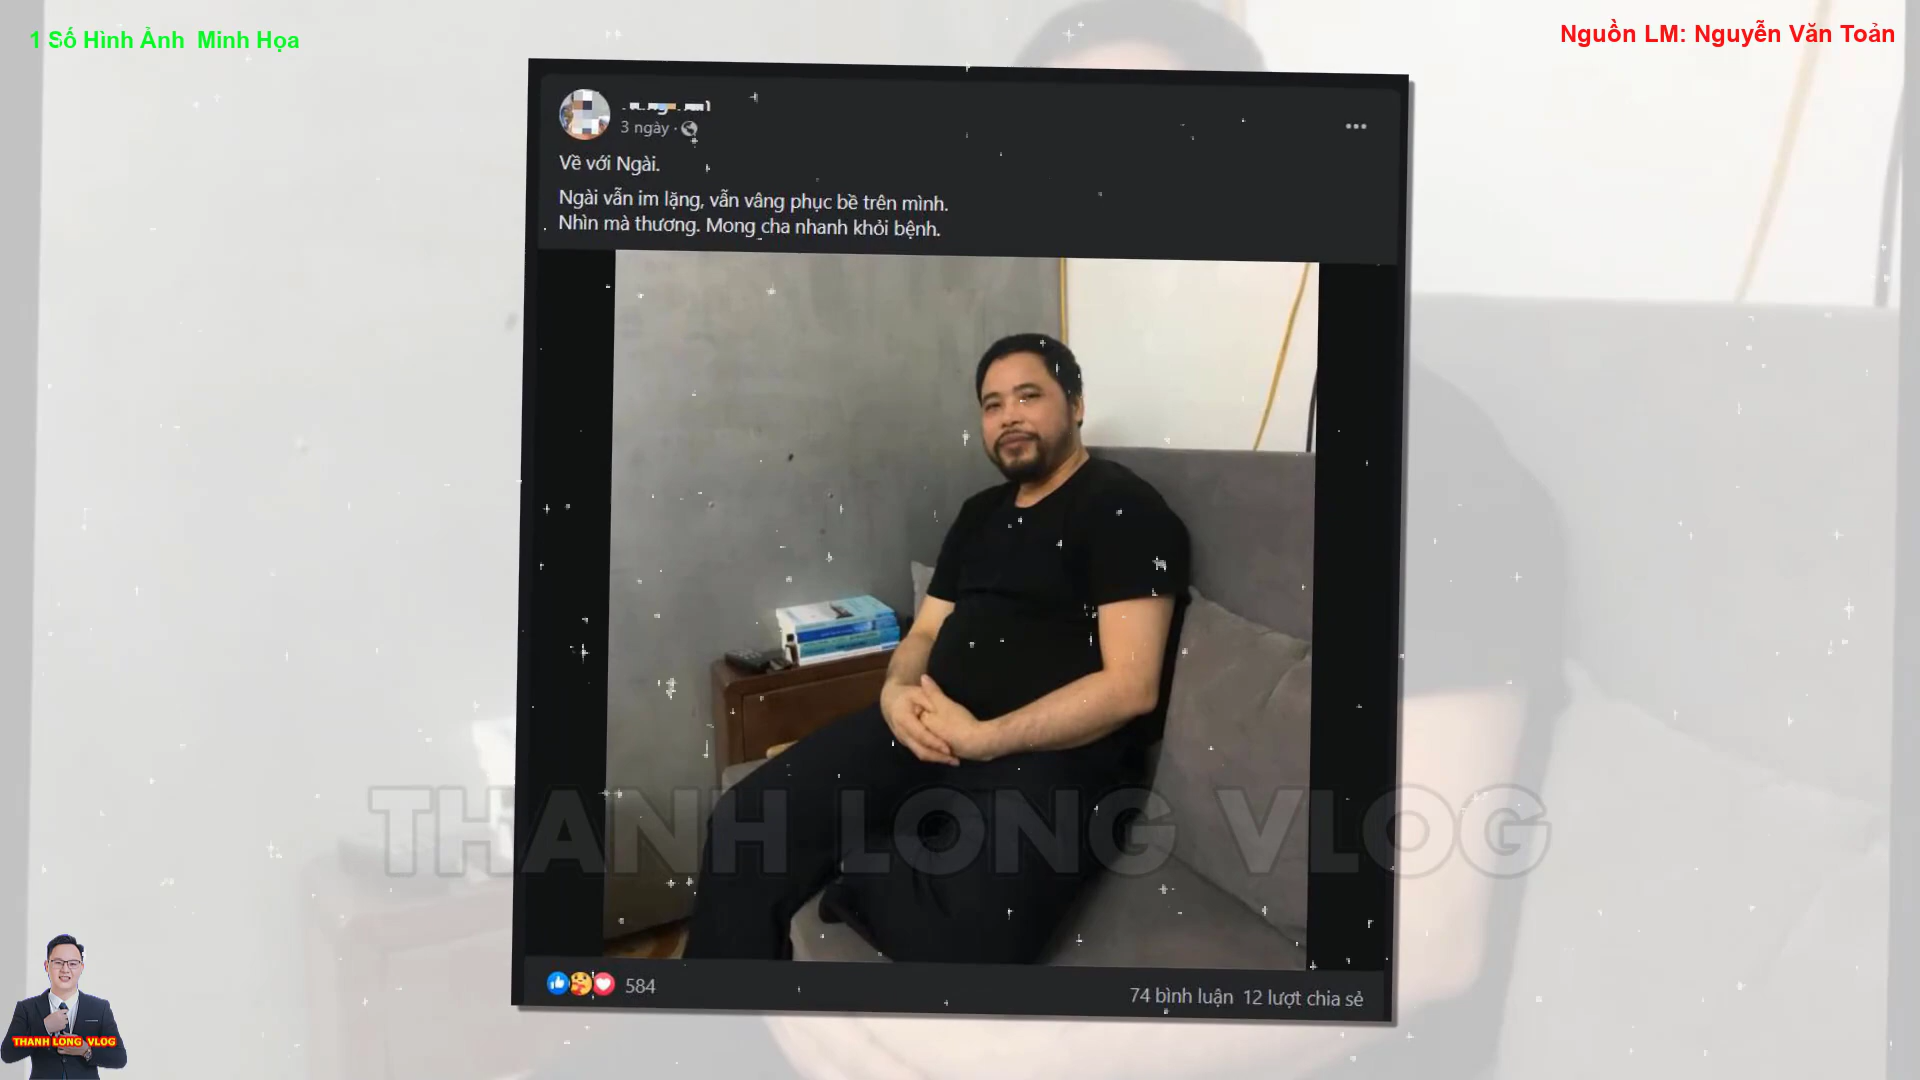 1 Số Hình Ảnh Minh Họa
Nguồn LM: Nguyễn Văn Toản
3 ngày ·
Về với Ngài.
Ngài vẫn im lặng, vẫn vâng phục bề trên mình.
Nhìn mà thương. Mong cha nhanh khỏi bệnh.
THANH LONG VLOG
584
74 bình luận 12 lượt chia sẻ
THANH LONG VLOG